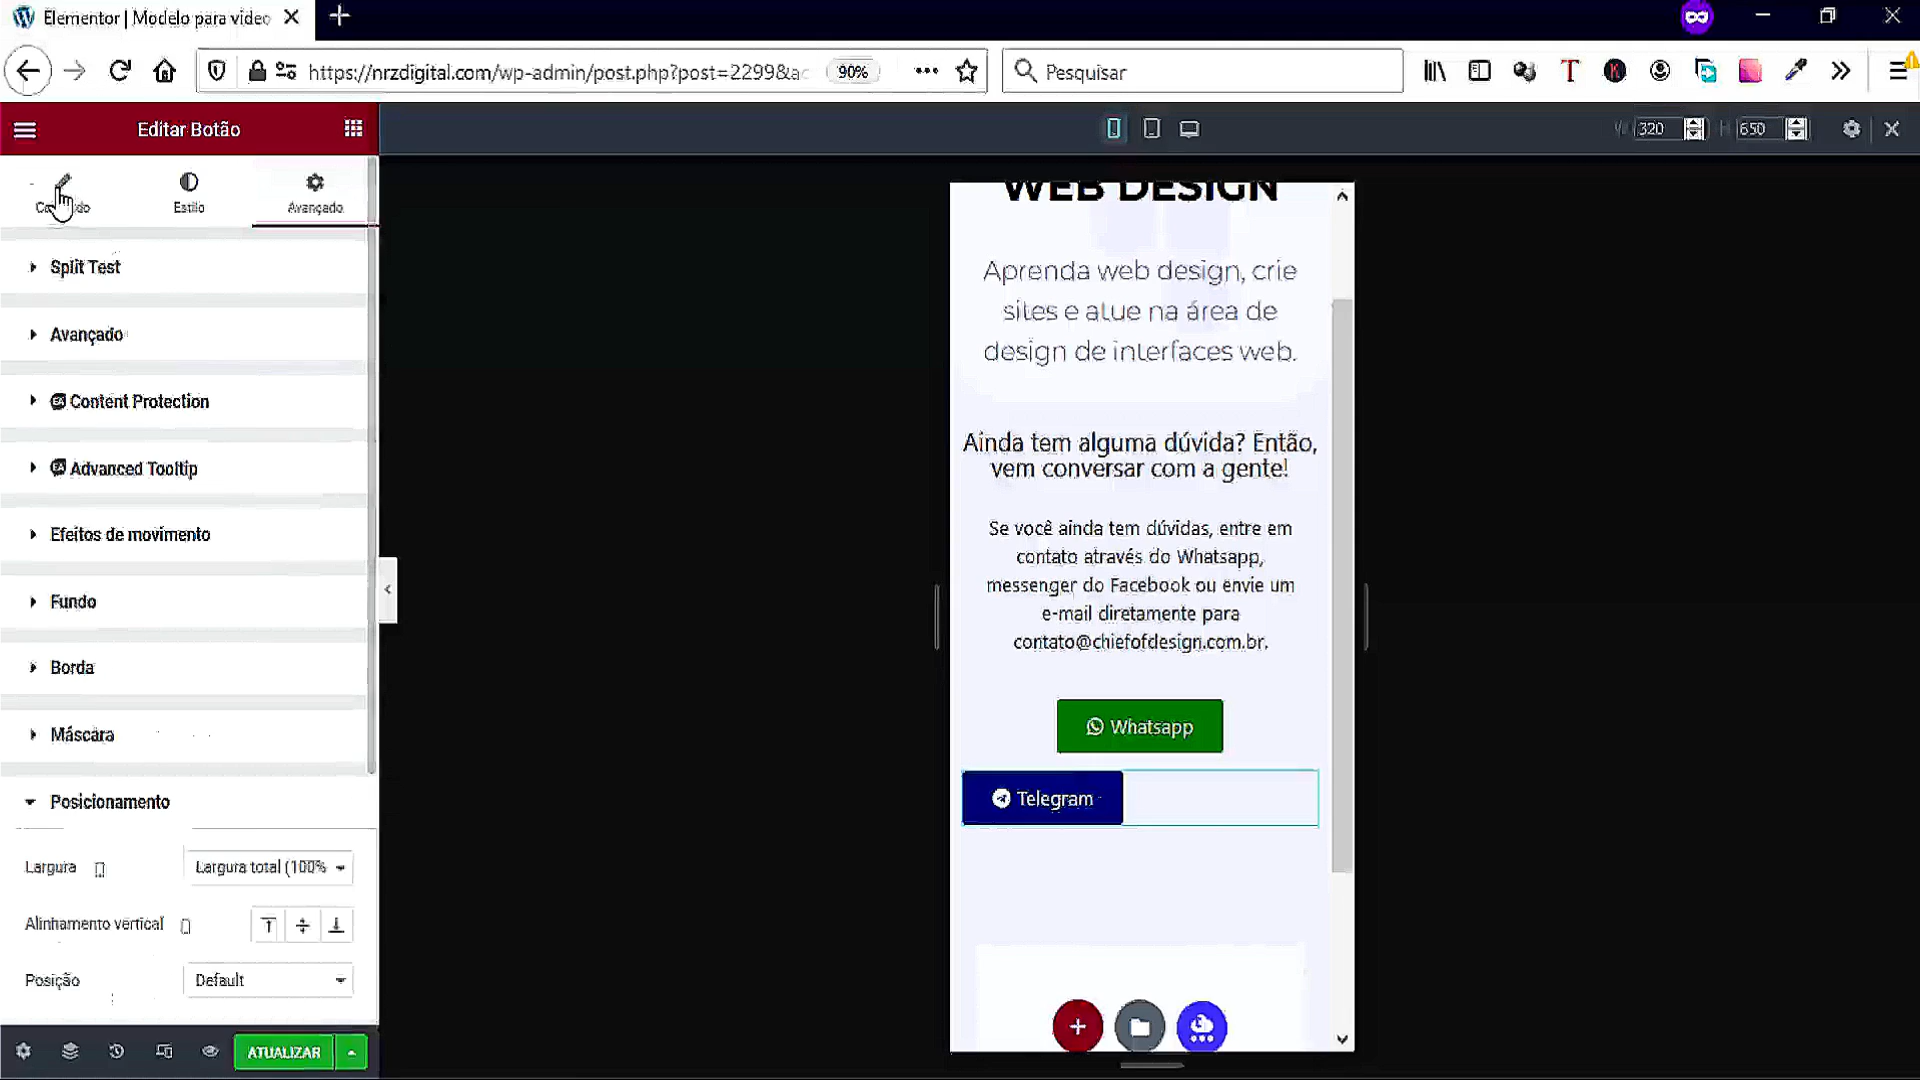 Elementor | Modelo para video
https://nrzdigital.com/wp-admin/post.php?post=2299&ac
90%
Pesquisar
Editar Botão
320
650
Estilo
Avançado
Split Test
Avançado
Content Protection
Advanced Tooltip
Efeitos de movimento
Fundo
Borda
Máscara
Posicionamento
Largura
Largura total (100%
Alinhamento vertical
Posição
Default
ATUALIZAR
WEB DESIGN
Aprenda web design, crie
sites e atue na área de
design de interfaces web.
Ainda tem alguma dúvida? Então,
vem conversar com a gente!
Se você ainda tem dúvidas, entre em
contato através do Whatsapp,
messenger do Facebook ou envie um
e-mail diretamente para
contato@chiefofdesign.com.br.
Whatsapp
Telegram